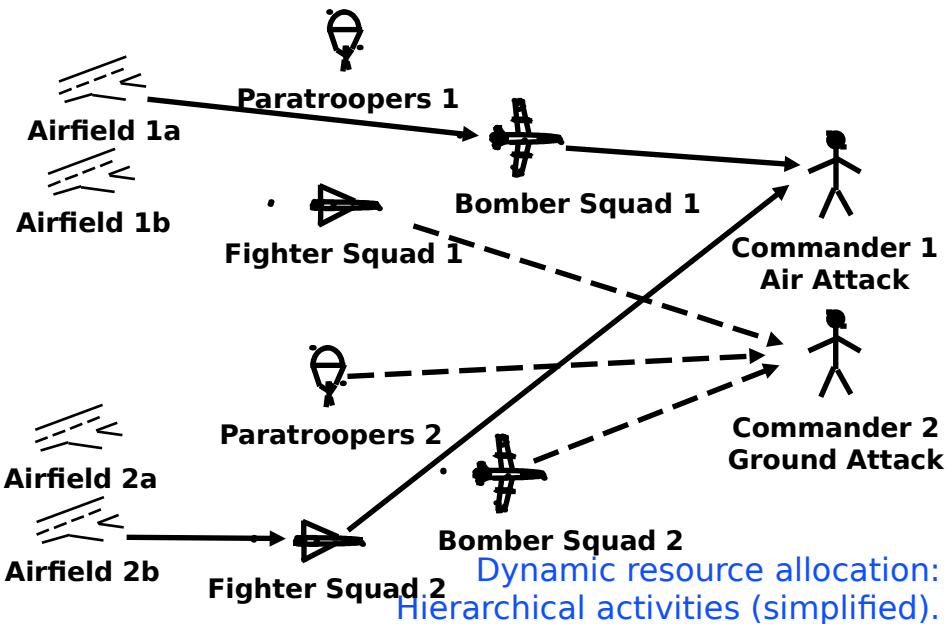 Paratroopers 1
Airfield 1a
Airfield 1b
Bomber Squad 1
Fighter Squad 1
Commander 1
Air Attack
Paratroopers 2
Commander 2
Ground Attack
Airfield 2a
Bomber Squad 2
Airfield 2b
Fighter Squad 2
Dynamic resource allocation:
Hierarchical activities (simplified).